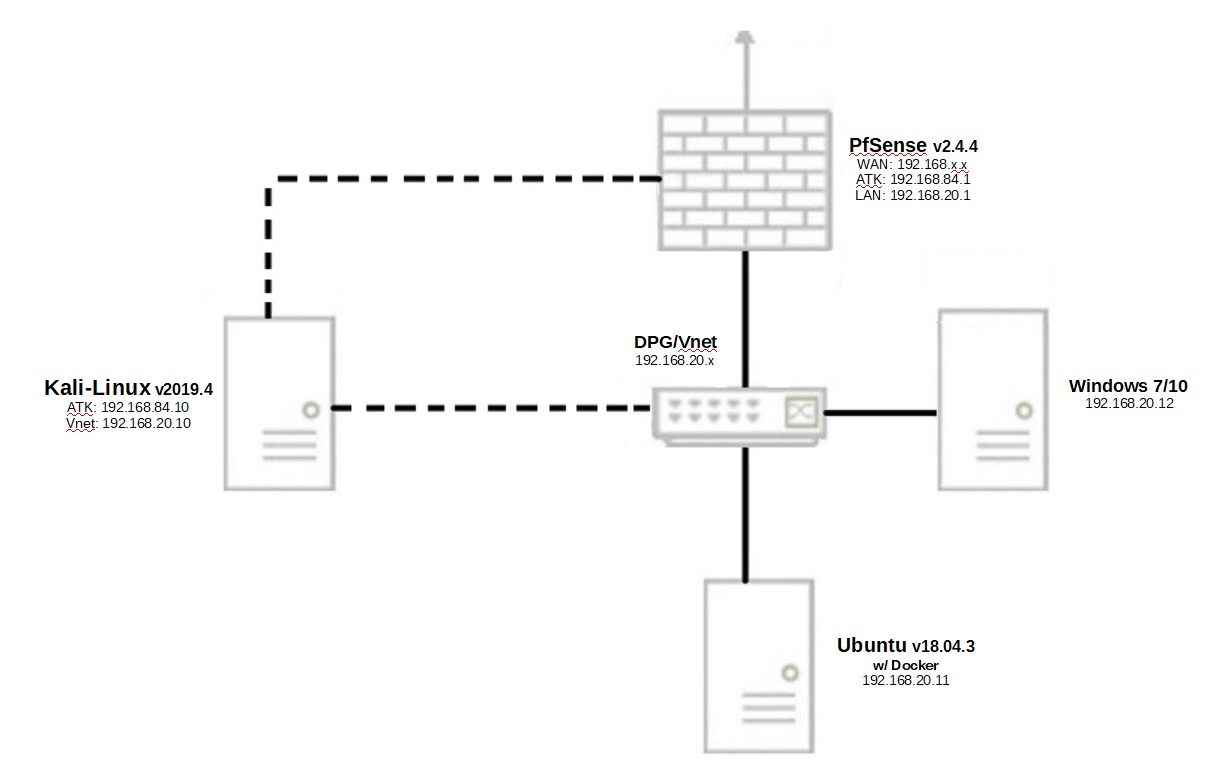 PfSense v2.4.4
WAN: 192.168.x.x
ATK: 192.168.84.1
LAN: 192.168.20.1
DPG/Vnet
192.168.20.x
Kali-Linux v2019.4
ATK: 192.168.84.10
Vnet: 192.168.20.10
Windows 7/10
192.168.20.12
Ubuntu v18.04.3
w/ Docker
192.168.20.11